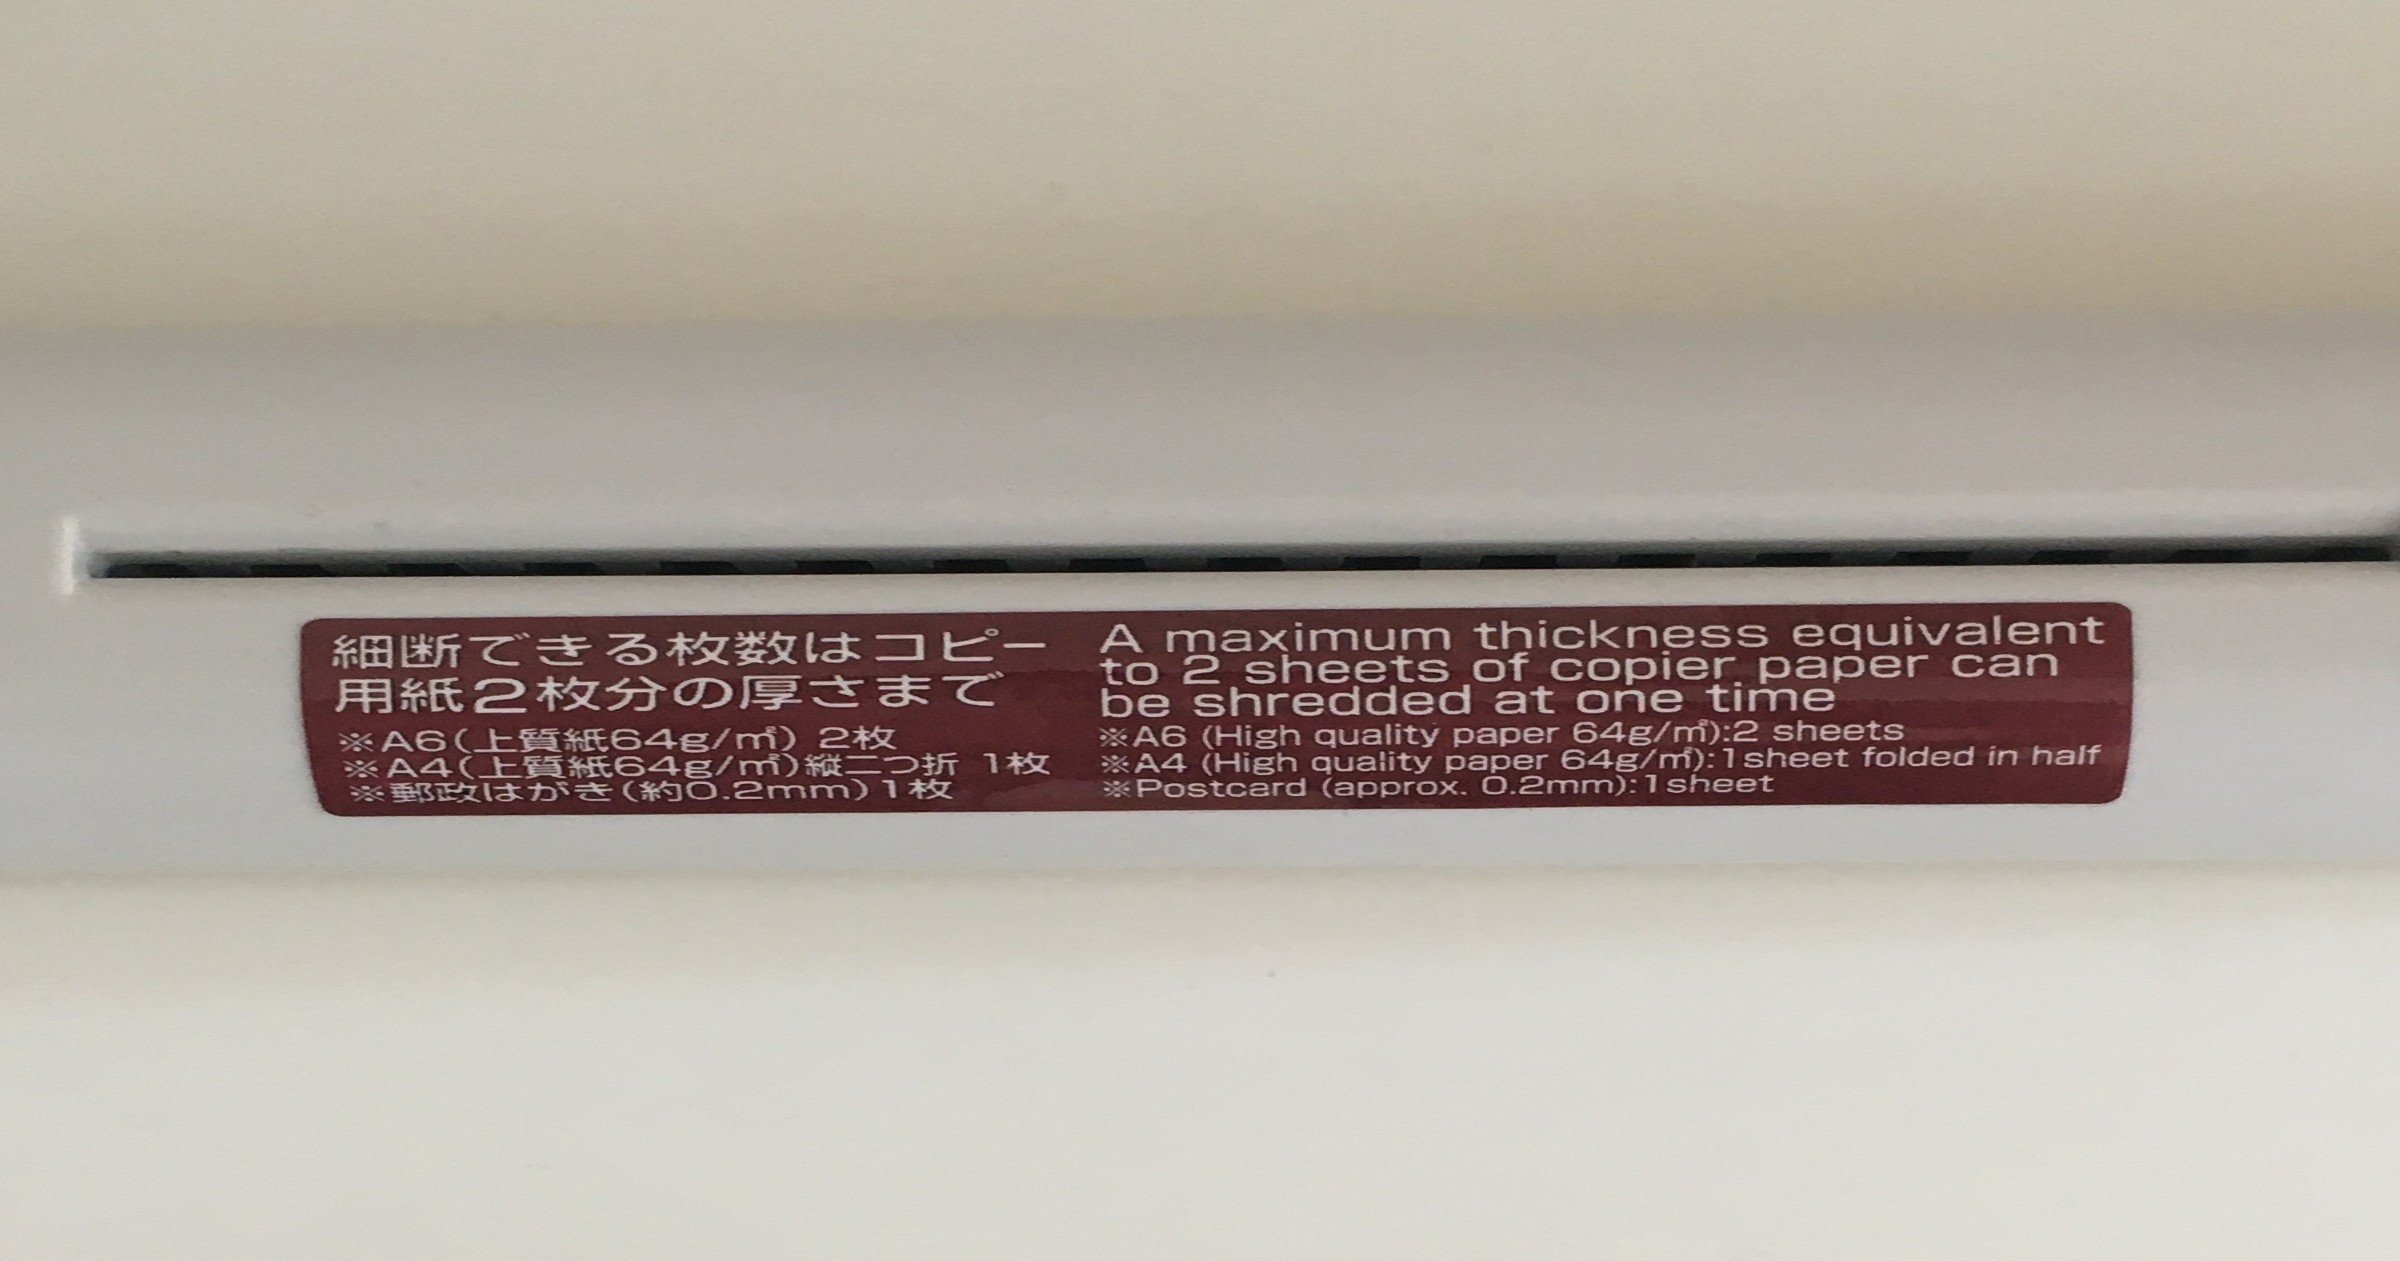 細断できる枚数はコピー
用紙2枚分の厚さまで
※A6(上質紙64g/㎡) 2枚
※A4(上質紙64g/㎡)縦二つ折 1枚
※郵政はがき(約0.2mm)1枚
A maximum thickness equivalent
to 2 sheets of copier paper can
be shredded at one time
※A6 (High quality paper 64g/㎡):2 sheets
※A4 (High quality paper 64g/㎡):1sheet folded in half
※Postcard (approx. 0.2mm):1sheet